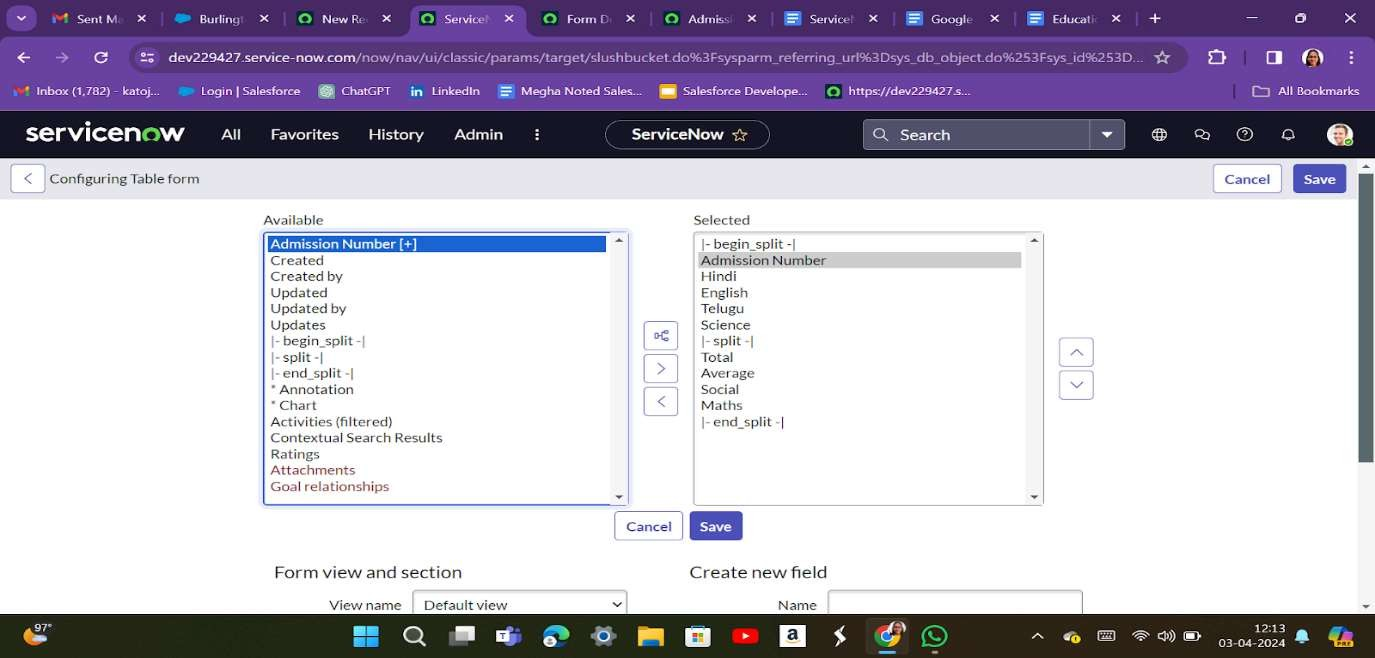 Sent Ma
Burlingt
New Re
Service
Form D
Admiss
Service
Google
Educati
dev229427.service-now.com/now/nav/ui/classic/params/target/slushbucket.do%3Fsysparm_referring_url%3Dsys_db_object.do%253Fsys_id%253D...
Inbox (1,782) - katoj...
Login | Salesforce
ChatGPT
LinkedIn
Megha Noted Sales...
Salesforce Develope...
https://dev229427.s...
All Bookmarks
servicenow
All
Favorites
History
Admin
ServiceNow
Search
Configuring Table form
Cancel
Save
Available
Admission Number [+]
Created
Created by
Updated
Updated by
Updates
|- begin_split -|
|- split -|
|- end_split -|
* Annotation
* Chart
Activities (filtered)
Contextual Search Results
Ratings
Attachments
Goal relationships
Selected
|- begin_split -|
Admission Number
Hindi
English
Telugu
Science
|- split -|
Total
Average
Social
Maths
|- end_split -|
Cancel
Save
Form view and section
View name
Default view
Create new field
Name
97°
12:13
03-04-2024